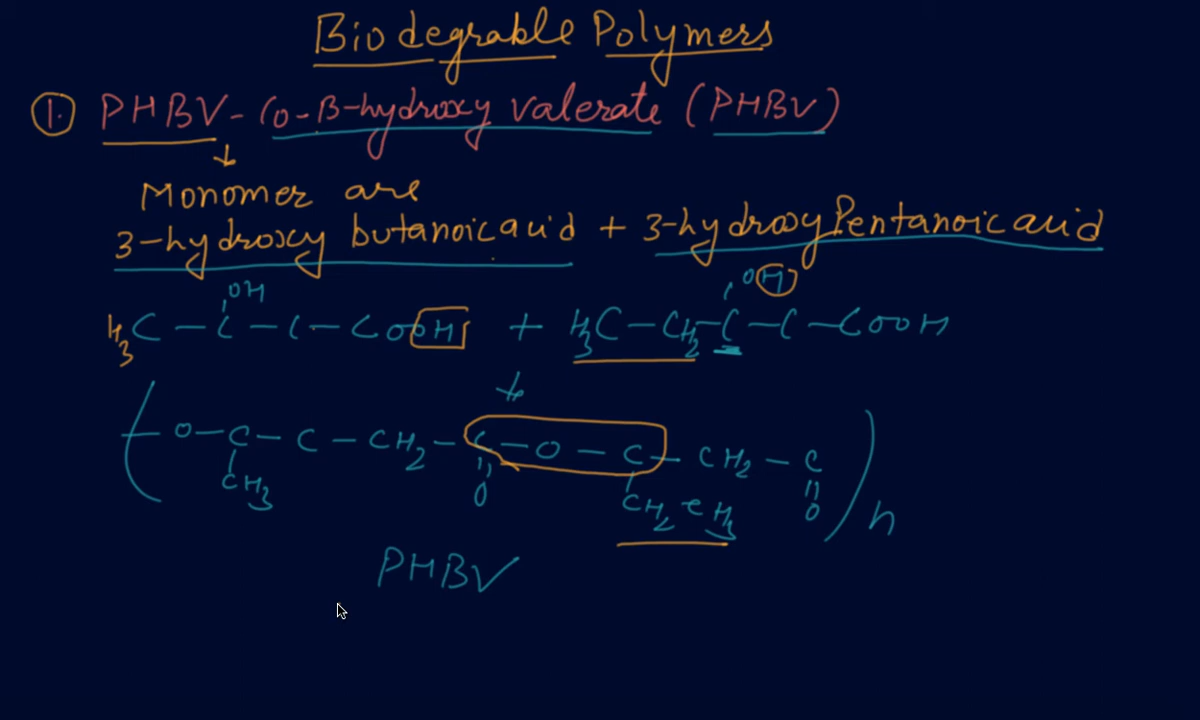 Biodegrable Polymers
1. PHBV - Co-β-hydroxy valerate (PHBV)
↓
Monomer are
3-hydroxy butanoic acid + 3-hydroxy Pentanoic acid
OH OH
H3C - C - C - COOH + H3C - CH2 - C - C - COOH
↓
( O - C - C - CH2 - C - O - C - CH2 - C )n
CH3 O CH2 CH3 O
PHBV